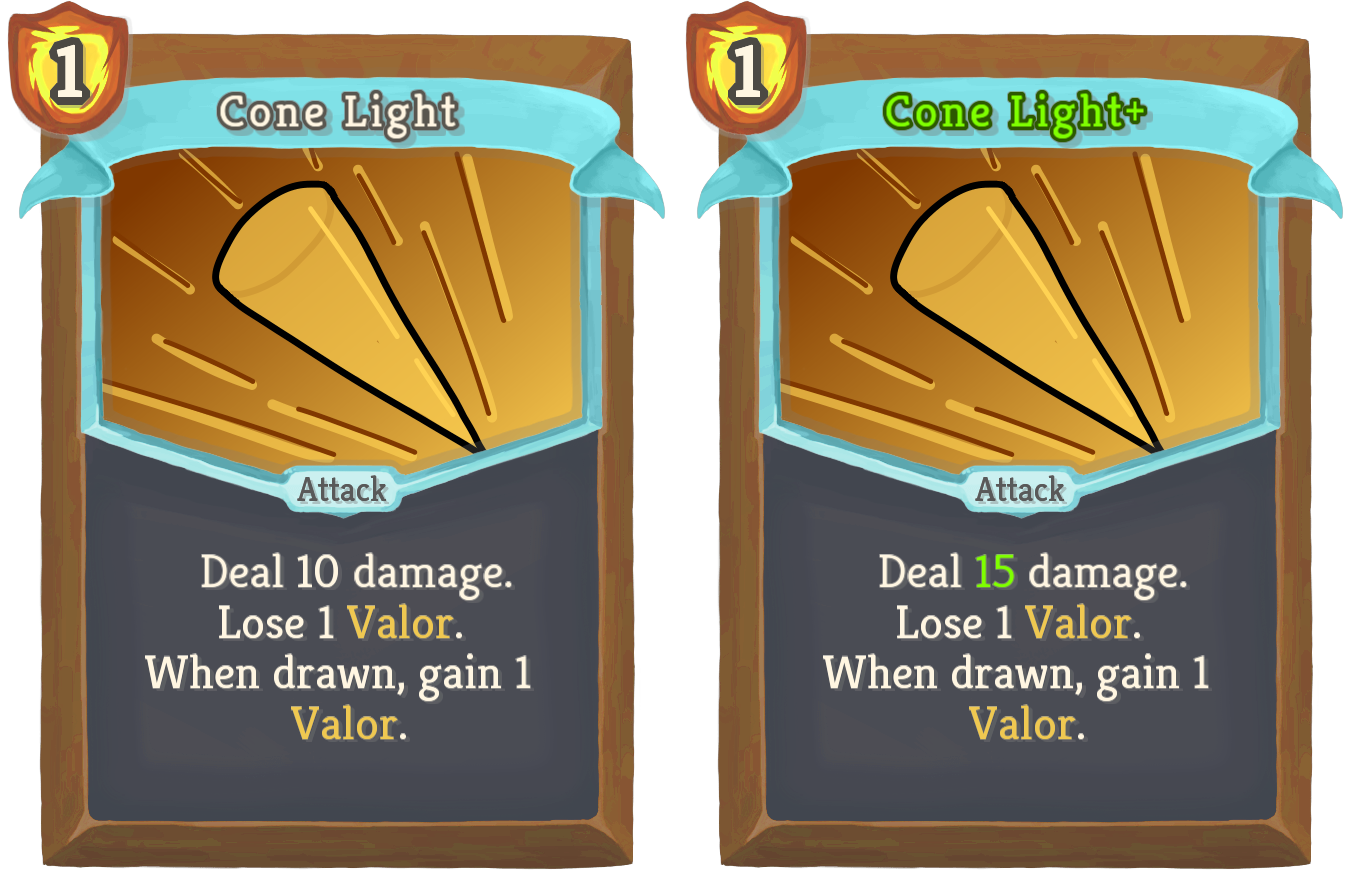 1
Cone Light
Attack
Deal 10 damage.
Lose 1 Valor.
When drawn, gain 1
Valor.
1
Cone Light+
Attack
Deal 15 damage.
Lose 1 Valor.
When drawn, gain 1
Valor.